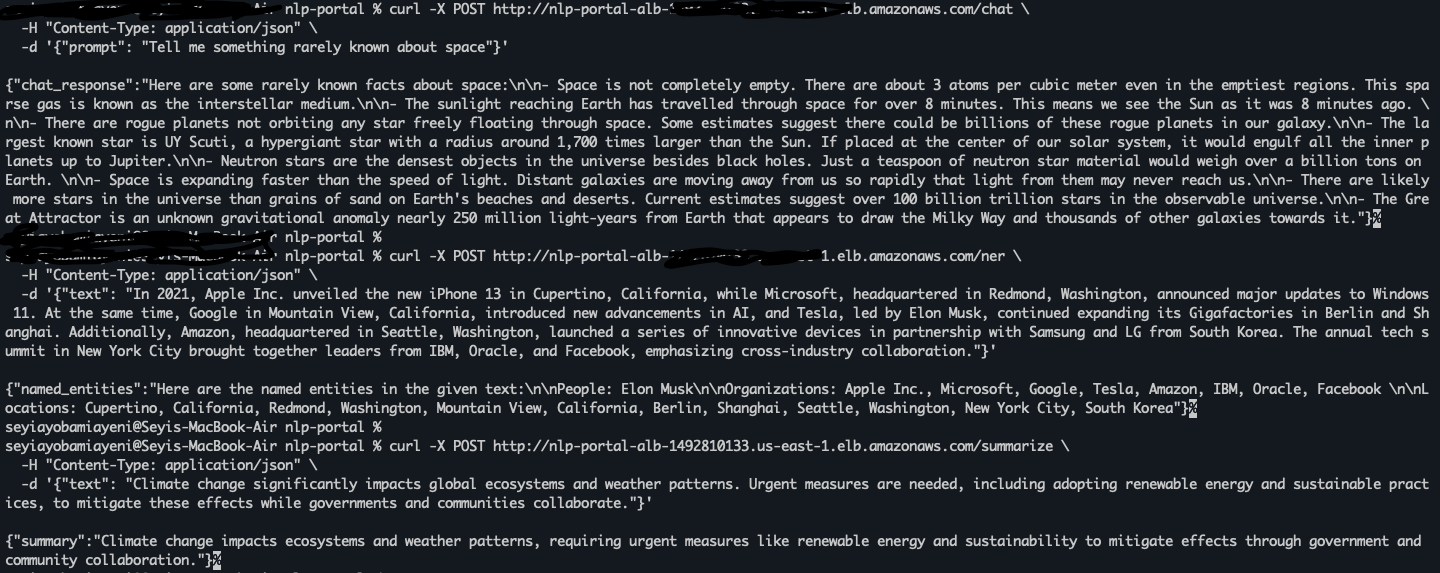 Air nlp-portal % curl -X POST http://nlp-portal-alb- elb.amazonaws.com/chat \
-H "Content-Type: application/json" \
-d '{"prompt": "Tell me something rarely known about space"}'
{"chat_response":"Here are some rarely known facts about space:\n\n- Space is not completely empty. There are about 3 atoms per cubic meter even in the emptiest regions. This spa
rse gas is known as the interstellar medium.\n\n- The sunlight reaching Earth has travelled through space for over 8 minutes. This means we see the Sun as it was 8 minutes ago. \
n\n- There are rogue planets not orbiting any star freely floating through space. Some estimates suggest there could be billions of these rogue planets in our galaxy.\n\n- The la
rgest known star is UY Scuti, a hypergiant star with a radius around 1,700 times larger than the Sun. If placed at the center of our solar system, it would engulf all the inner p
lanets up to Jupiter.\n\n- Neutron stars are the densest objects in the universe besides black holes. Just a teaspoon of neutron star material would weigh over a billion tons on
Earth. \n\n- Space is expanding faster than the speed of light. Distant galaxies are moving away from us so rapidly that light from them may never reach us.\n\n- There are likely
more stars in the universe than grains of sand on Earth's beaches and deserts. Current estimates suggest over 100 billion trillion stars in the observable universe.\n\n- The Gre
at Attractor is an unknown gravitational anomaly nearly 250 million light-years from Earth that appears to draw the Milky Way and thousands of other galaxies towards it."}%
nlp-portal %
nlp-portal % curl -X POST http://nlp-portal-alb- 1.elb.amazonaws.com/ner \
-H "Content-Type: application/json" \
-d '{"text": "In 2021, Apple Inc. unveiled the new iPhone 13 in Cupertino, California, while Microsoft, headquartered in Redmond, Washington, announced major updates to Windows
11. At the same time, Google in Mountain View, California, introduced new advancements in AI, and Tesla, led by Elon Musk, continued expanding its Gigafactories in Berlin and Sh
anghai. Additionally, Amazon, headquartered in Seattle, Washington, launched a series of innovative devices in partnership with Samsung and LG from South Korea. The annual tech s
ummit in New York City brought together leaders from IBM, Oracle, and Facebook, emphasizing cross-industry collaboration."}'
{"named_entities":"Here are the named entities in the given text:\n\nPeople: Elon Musk\n\nOrganizations: Apple Inc., Microsoft, Google, Tesla, Amazon, IBM, Oracle, Facebook \n\nL
ocations: Cupertino, California, Redmond, Washington, Mountain View, California, Berlin, Shanghai, Seattle, Washington, New York City, South Korea"}%
seyiayobamiayeni@Seyis-MacBook-Air nlp-portal %
seyiayobamiayeni@Seyis-MacBook-Air nlp-portal % curl -X POST http://nlp-portal-alb-1492810133.us-east-1.elb.amazonaws.com/summarize \
-H "Content-Type: application/json" \
-d '{"text": "Climate change significantly impacts global ecosystems and weather patterns. Urgent measures are needed, including adopting renewable energy and sustainable pract
ices, to mitigate these effects while governments and communities collaborate."}'
{"summary":"Climate change impacts ecosystems and weather patterns, requiring urgent measures like renewable energy and sustainability to mitigate effects through government and
community collaboration."}%